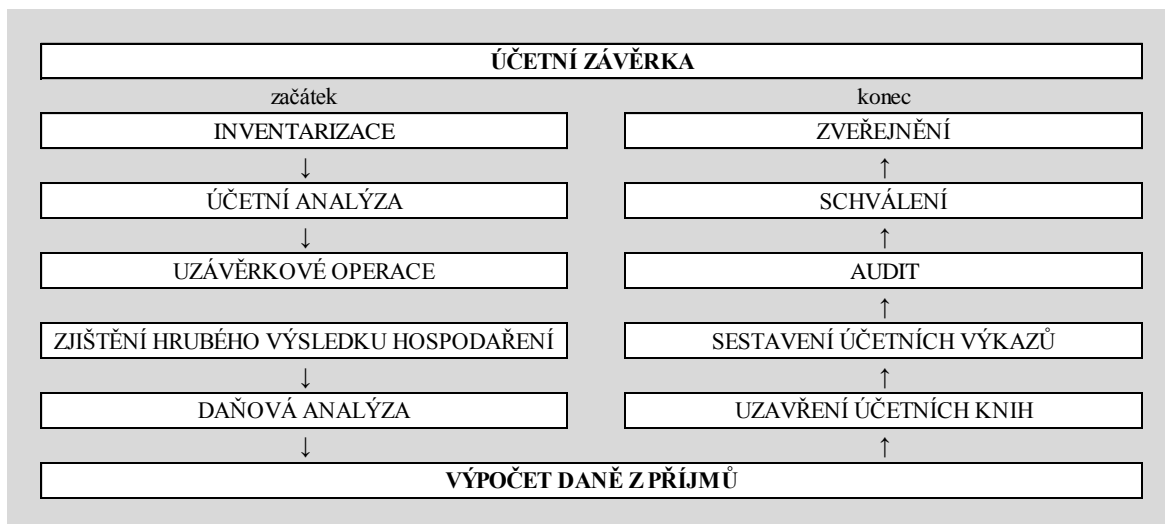 ÚČETNÍ ZÁVĚRKA
začátek
INVENTARIZACE
↓
ÚČETNÍ ANALÝZA
↓
UZÁVĚRKOVÉ OPERACE
ZJIŠTĚNÍ HRUBÉHO VÝSLEDKU HOSPODAŘENÍ
↓
DAŇOVÁ ANALÝZA
↓
konec
ZVEŘEJNĚNÍ
↑
SCHVÁLENÍ
↑
AUDIT
↑
SESTAVENÍ ÚČETNÍCH VÝKAZŮ
↑
UZAVŘENÍ ÚČETNÍCH KNIH
↑
VÝPOČET DANĚ Z PŘÍJMŮ